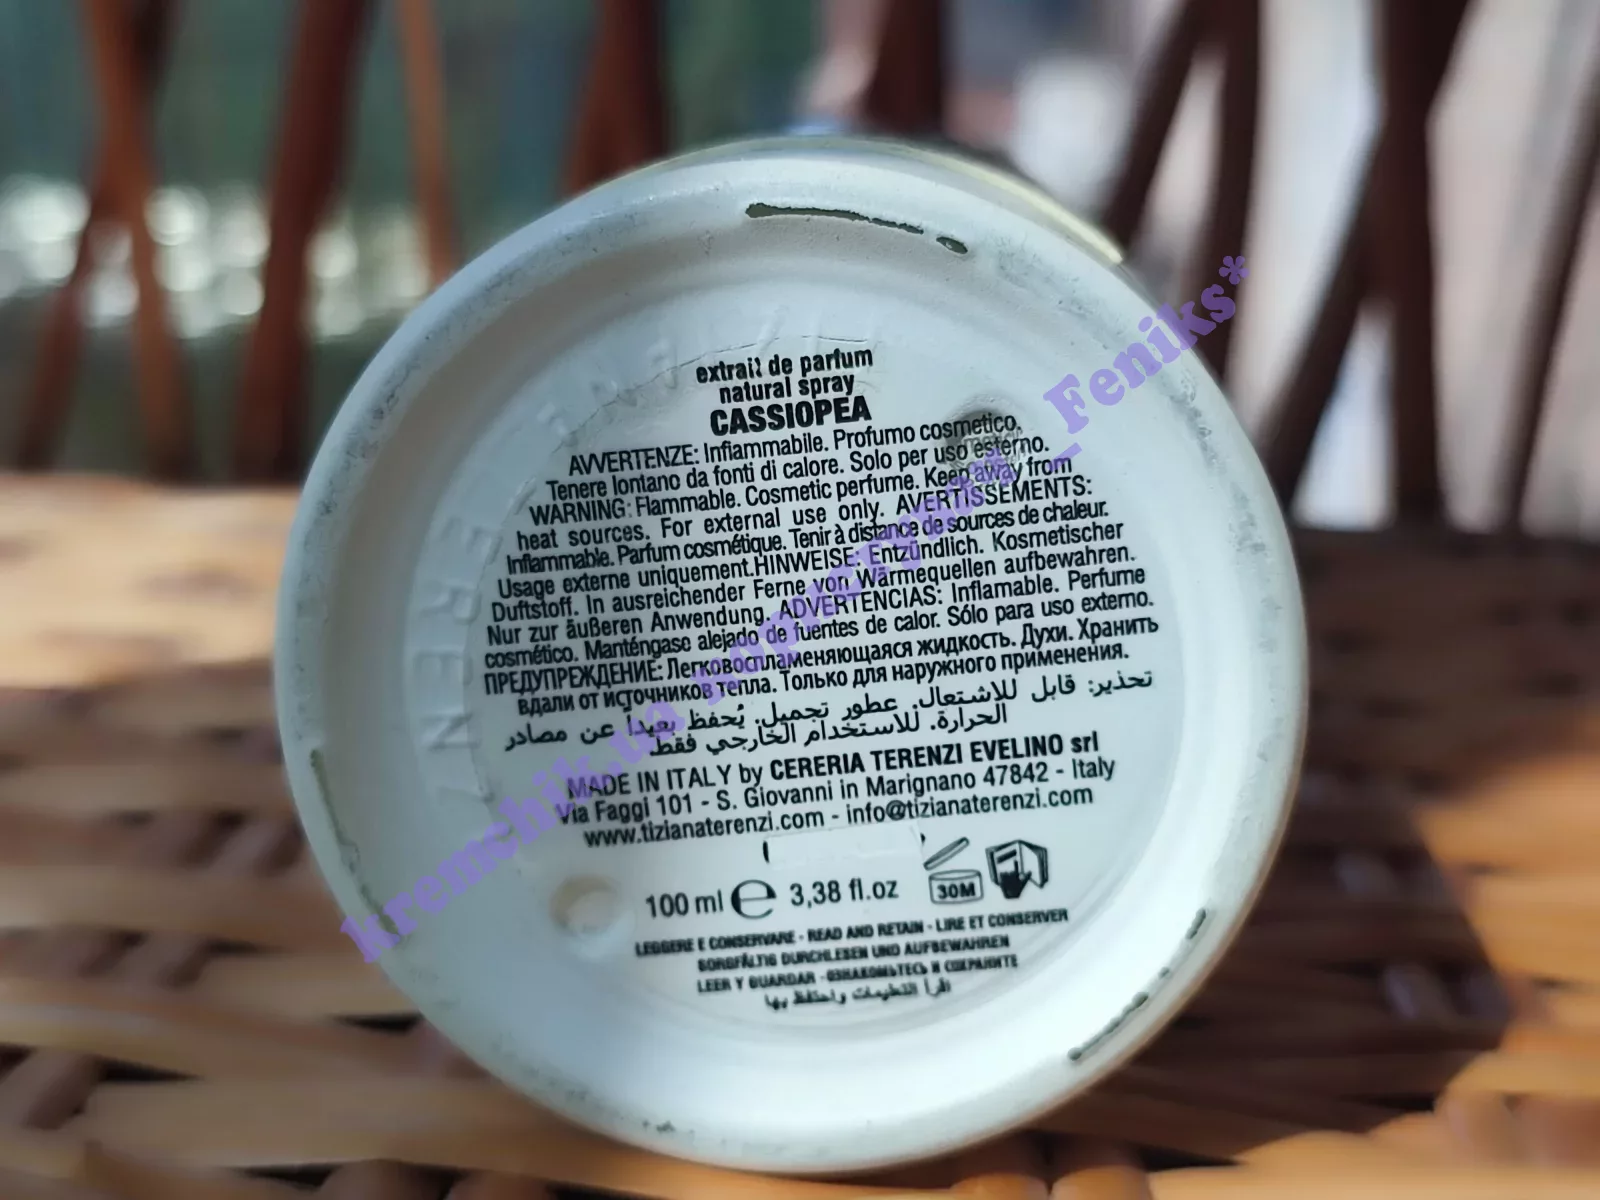 extrait de parfum
natural spray
CASSIOPEA
AVVERTENZE: Infiammabile. Profumo cosmetico.
Tenere lontano da fonti di calore. Solo per uso esterno.
WARNING: Flammable. Cosmetic perfume. Keep away from
heat sources. For external use only. AVERTISSEMENTS:
Inflammable. Parfum cosmétique. Tenir à distance de sources de chaleur.
Usage externe uniquement.HINWEISE: Entzündlich. Kosmetischer
Duftstoff. In ausreichender Ferne von Wärmequellen aufbewahren.
Nur zur äußeren Anwendung. ADVERTENCIAS: Inflamable. Perfume
cosmético. Manténgase alejado de fuentes de calor. Sólo para uso externo.
ПРЕДУПРЕЖДЕНИЕ: Легковоспламеняющаяся жидкость. Духи. Хранить
вдали от источников тепла. Только для наружного применения.
تحذير: قابل للاشتعال. عطور تجميل. يُحفظ بعيداً عن مصادر
الحرارة. للاستخدام الخارجي فقط
MADE IN ITALY by CERERIA TERENZI EVELINO srl
Via Faggi 101 - S. Giovanni in Marignano 47842 - Italy
www.tizianaterenzi.com - info@tizianaterenzi.com
100 ml e 3,38 fl.oz 30M
LEGGERE E CONSERVARE - READ AND RETAIN - LIRE ET CONSERVER
SORGFÄLTIG DURCHLESEN UND AUFBEWAHREN
LEER Y GUARDAR - ОЗНАКОМЬТЕСЬ И СОХРАНИТЕ
اقرأ التعليمات واحتفظ بها
kremchik.ua
_Feniks*